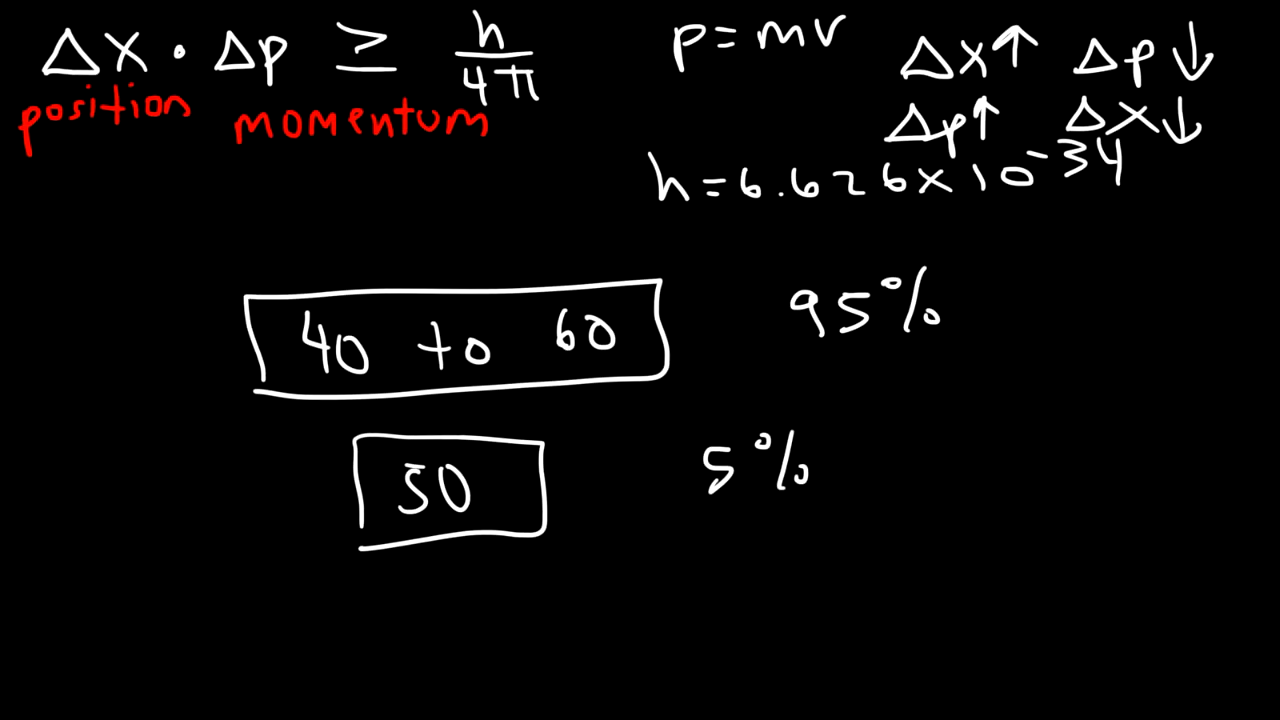 Δx · Δp ≥ h/4π
position momentum
p = mv
Δx↑ Δp↓
Δp↑ Δx↓
h = 6.626 x 10⁻³⁴
40 to 60 95%
50 5%